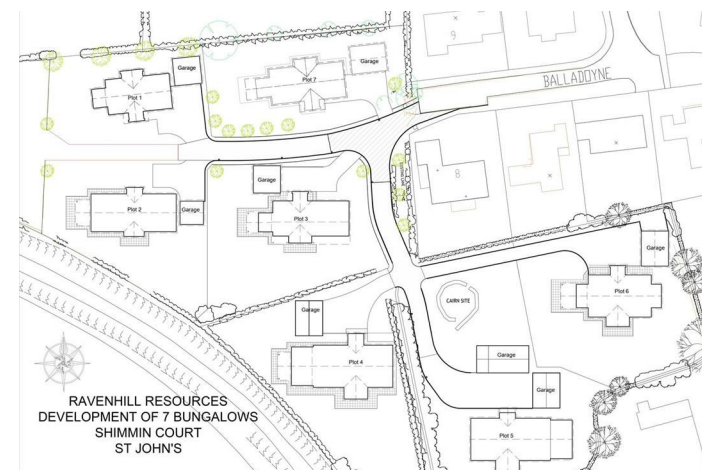 9
Garage
Garage
Plot 7
Plot 1
BALLADOYNE
8
Garage
Plot 2
Garage
Plot 3
Garage
Plot 6
CAIRN SITE
Garage
Garage
Plot 4
Garage
Plot 5
RAVENHILL RESOURCES
DEVELOPMENT OF 7 BUNGALOWS
SHIMMIN COURT
ST JOHN'S